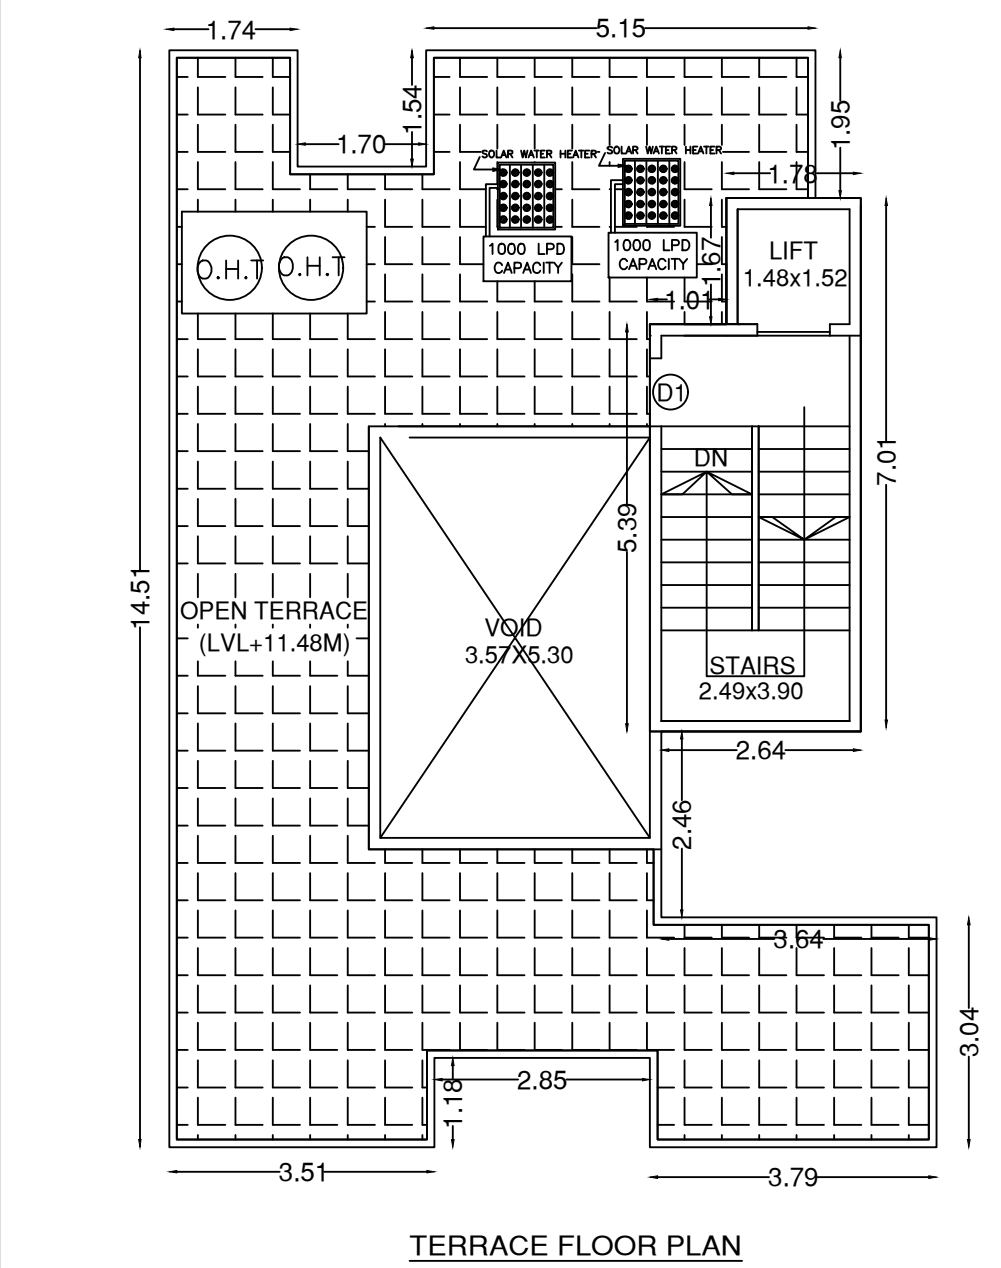 1.74
5.15
1.54
1.95
1.70
1.78
SOLAR WATER HEATER
SOLAR WATER HEATER
1000 LPD
CAPACITY
1000 LPD
CAPACITY
1.67
LIFT
1.48x1.52
O.H.T
O.H.T
1.01
D1
DN
7.01
5.39
14.51
OPEN TERRACE
(LVL+11.48M)
VOID
3.57X5.30
STAIRS
2.49x3.90
2.64
2.46
3.64
3.04
2.85
1.18
3.51
3.79
TERRACE FLOOR PLAN